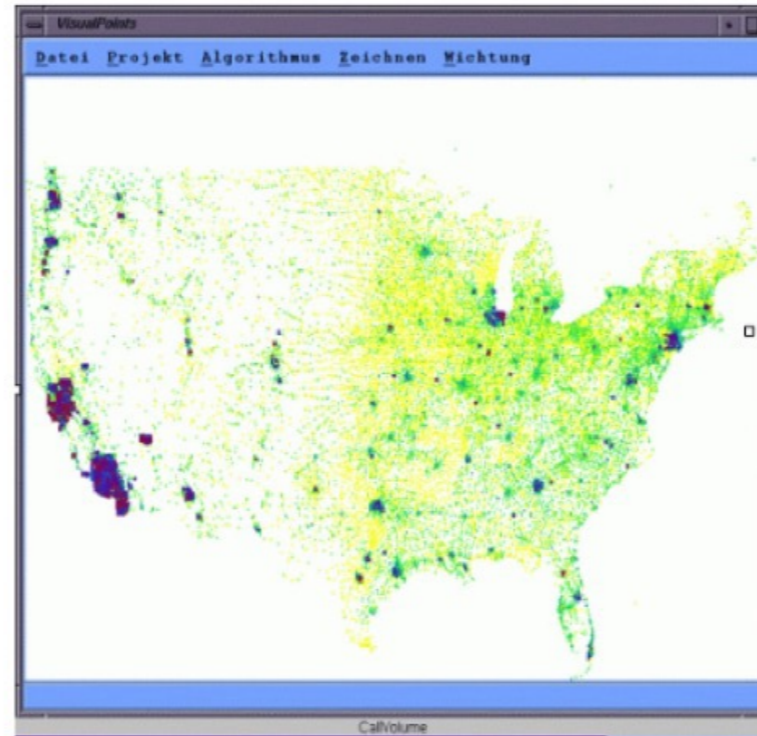 VisualPoints
Datei Projekt Algorithmus Zeichnen Wichtung
CallVolume